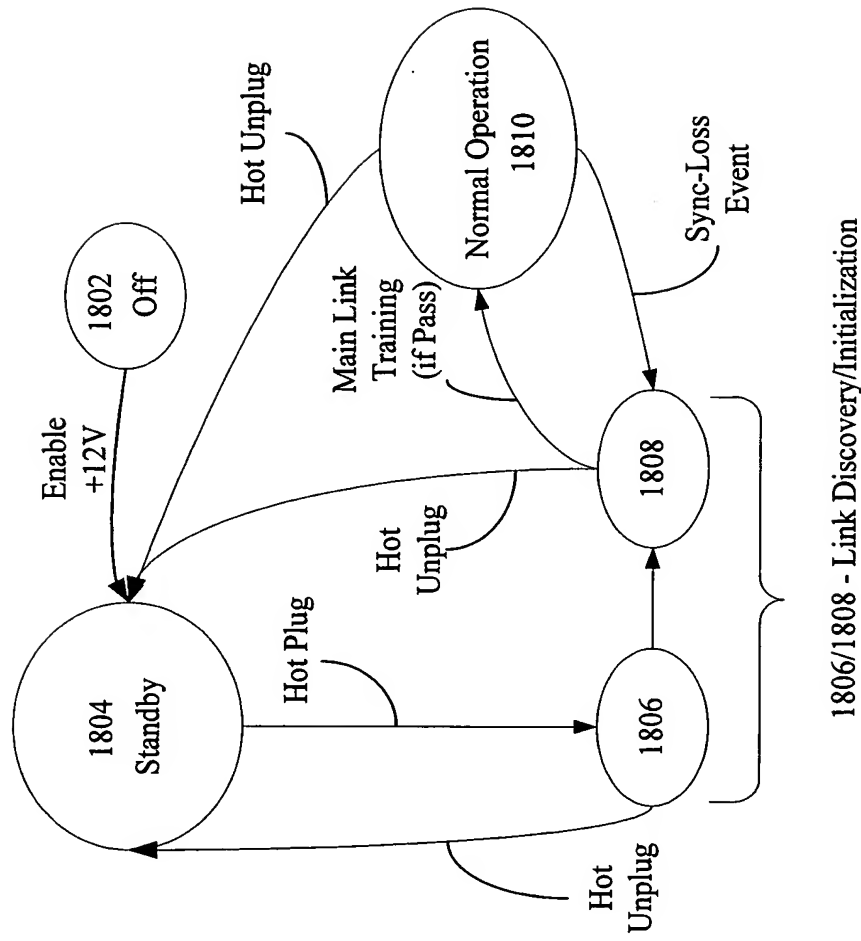 1802
Off
Enable
+12V
1804
Standby
Hot Unplug
Normal Operation
1810
Main Link
Training
(if Pass)
Hot
Unplug
Hot Plug
Sync-Loss
Event
1808
1806
Hot
Unplug
1806/1808 - Link Discovery/Initialization